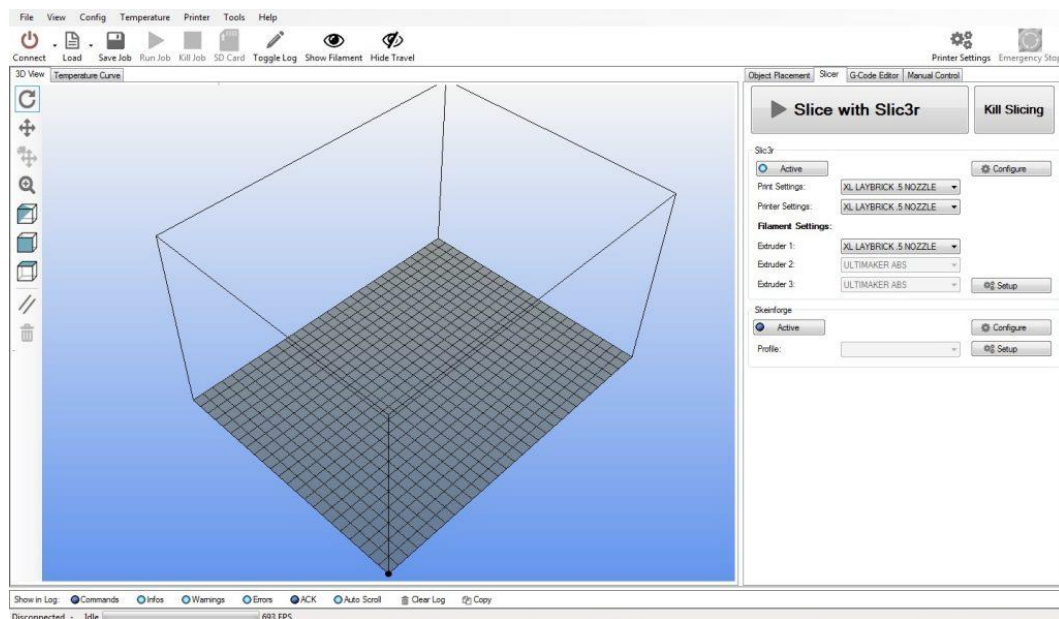 File View Config Temperature Printer Tools Help
Connect Load Save Job Run Job Kill Job SD Card Toggle Log Show Filament Hide Travel Printer Settings Emergency Stop
3D View Temperature Curve Object Placement Slicer G-Code Editor Manual Control
Slice with Slic3r Kill Slicing
Slic3r
Active Configure
Print Settings: XL LAYBRICK .5 NOZZLE
Printer Settings: XL LAYBRICK .5 NOZZLE
Filament Settings:
Extruder 1: XL LAYBRICK .5 NOZZLE
Extruder 2: ULTIMAKER ABS
Extruder 3: ULTIMAKER ABS Setup
Skeinforge
Active Configure
Profile: Setup
Show in Log: Commands Infos Warnings Errors ACK Auto Scroll Clear Log Copy
Disconnected - Idle 693 FPS